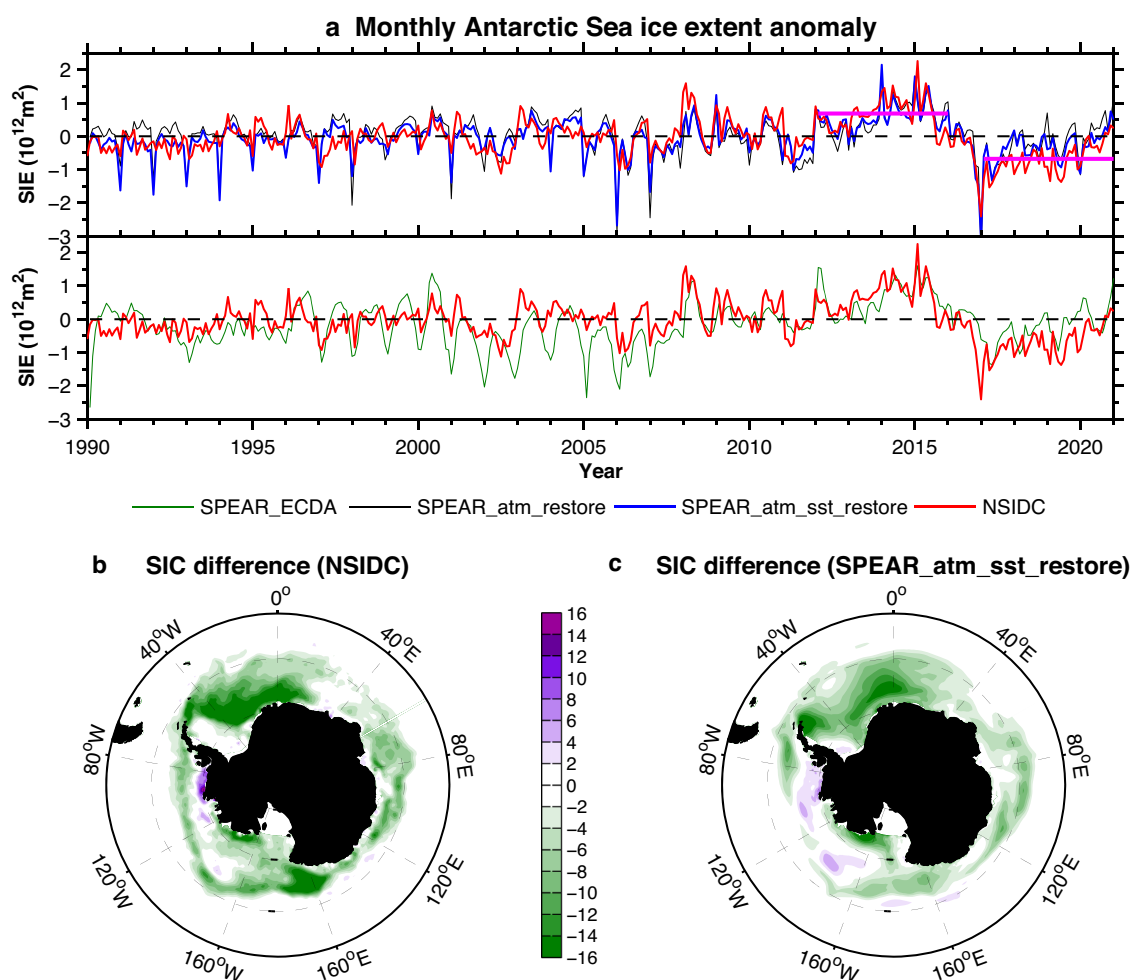 a Monthly Antarctic Sea ice extent anomaly
SIE (10¹²m²)
2
1
0
−1
−2
−3
SIE (10¹²m²)
2
1
0
−1
−2
−3
1990 1995 2000 2005 2010 2015 2020
Year
SPEAR_ECDA SPEAR_atm_restore SPEAR_atm_sst_restore NSIDC
b SIC difference (NSIDC)
0°
40°E
80°E
120°E
160°E
160°W
120°W
80°W
40°W
16
14
12
10
8
6
4
2
0
−2
−4
−6
−8
−10
−12
−14
−16
c SIC difference (SPEAR_atm_sst_restore)
0°
40°E
80°E
120°E
160°E
160°W
120°W
80°W
40°W